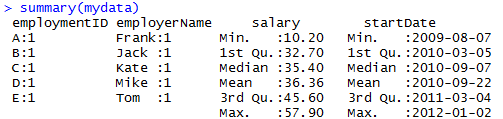 > summary(mydata)
employmentID employerName     salary        startDate
A:1          Frank:1      Min.   :10.20   Min.   :2009-08-07
B:1          Jack :1      1st Qu.:32.70   1st Qu.:2010-03-05
C:1          Kate :1      Median :35.40   Median :2010-09-07
D:1          Mike :1      Mean   :36.36   Mean   :2010-09-22
E:1          Tom  :1      3rd Qu.:45.60   3rd Qu.:2011-03-04
                          Max.   :57.90   Max.   :2012-01-02